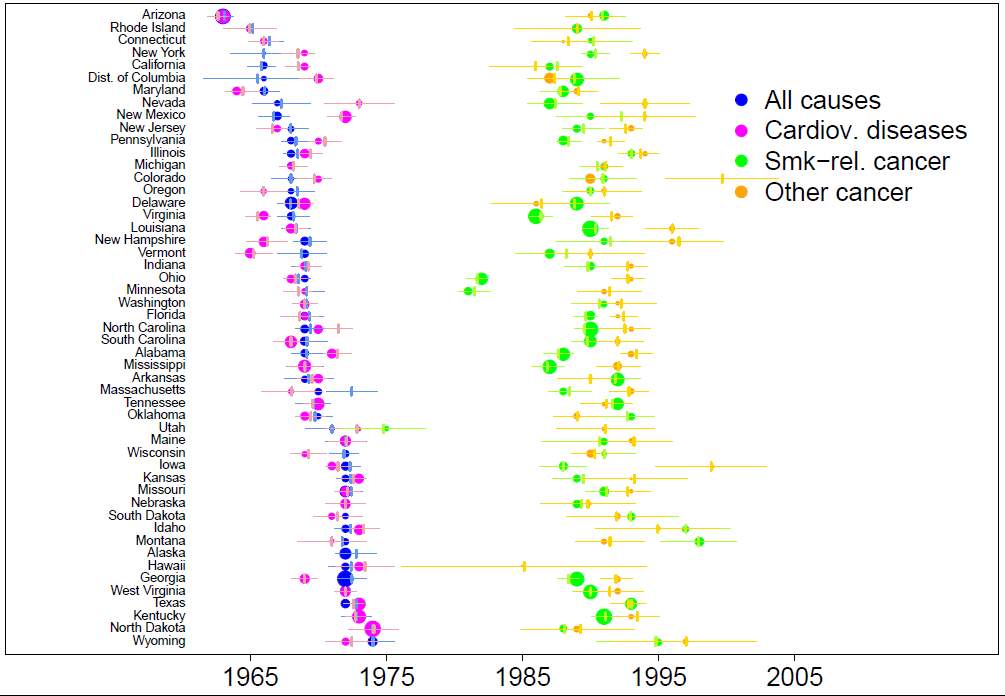 Arizona
Rhode Island
Connecticut
New York
California
Dist. of Columbia
Maryland
Nevada
New Mexico
New Jersey
Pennsylvania
Illinois
Michigan
Colorado
Oregon
Delaware
Virginia
Louisiana
New Hampshire
Vermont
Indiana
Ohio
Minnesota
Washington
Florida
North Carolina
South Carolina
Alabama
Mississippi
Arkansas
Massachusetts
Tennessee
Oklahoma
Utah
Maine
Wisconsin
Iowa
Kansas
Missouri
Nebraska
South Dakota
Idaho
Montana
Alaska
Hawaii
Georgia
West Virginia
Texas
Kentucky
North Dakota
Wyoming
All causes
Cardiov. diseases
Smk−rel. cancer
Other cancer
1965 1975 1985 1995 2005